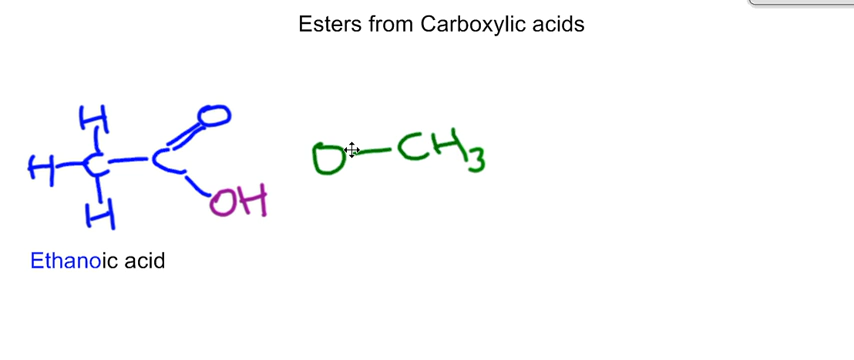 Esters from Carboxylic acids
H
O
H C C O CH3
H
OH
Ethanoic acid